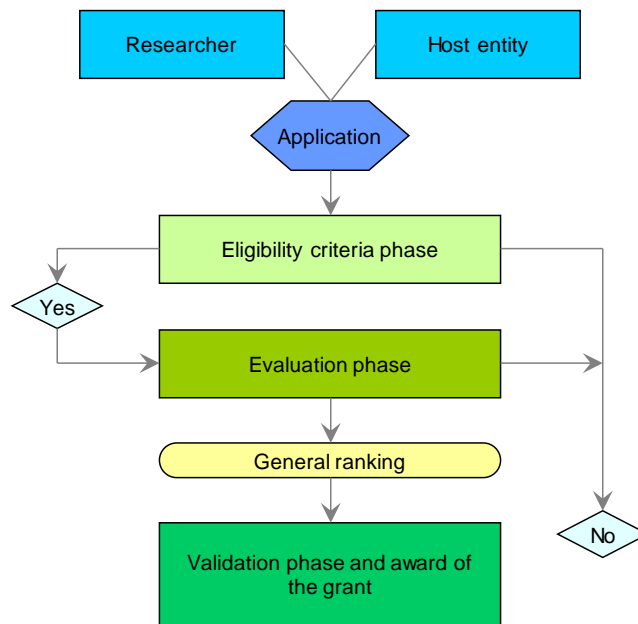 Researcher
Host entity
Application
Eligibility criteria phase
Yes
Evaluation phase
General ranking
No
Validation phase and award of
the grant